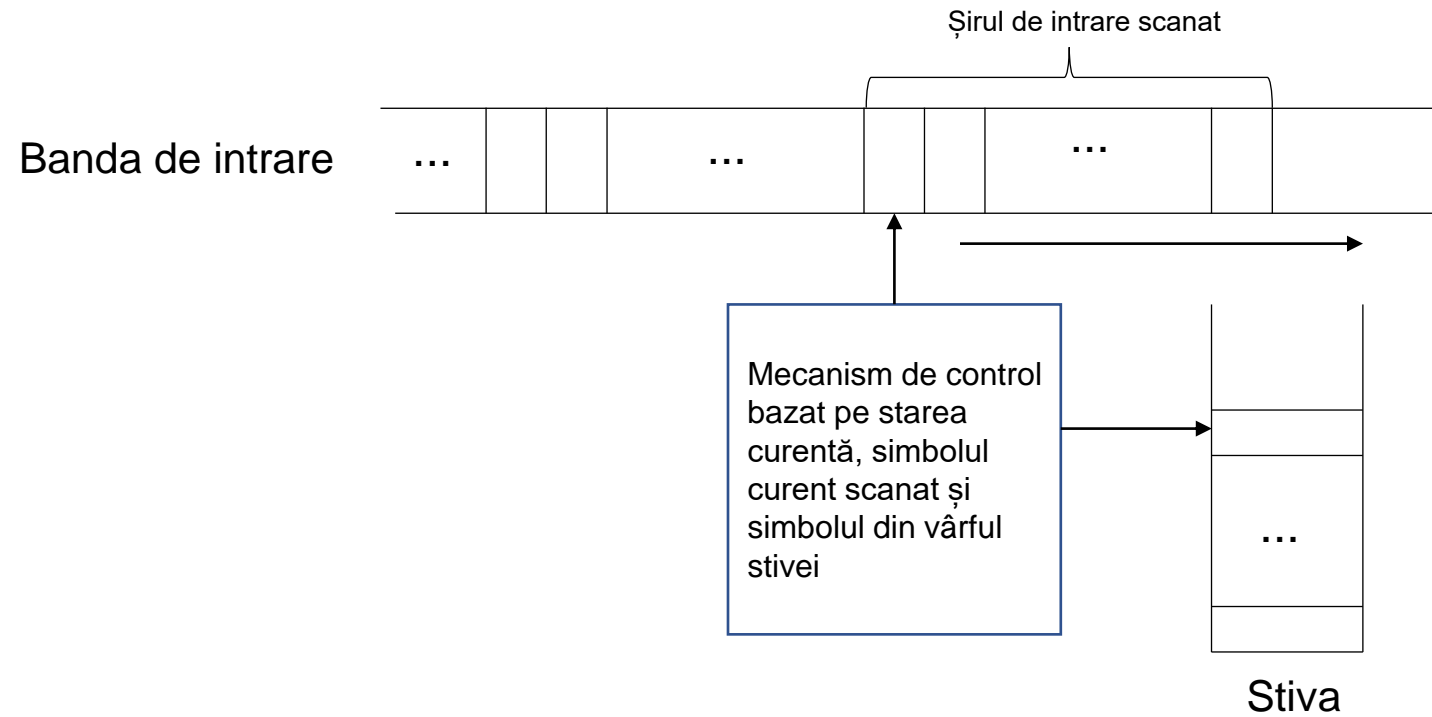 Șirul de intrare scanat
Banda de intrare
...
...
...
Mecanism de control
bazat pe starea
curentă, simbolul
curent scanat și
simbolul din vârful
stivei
...
Stiva